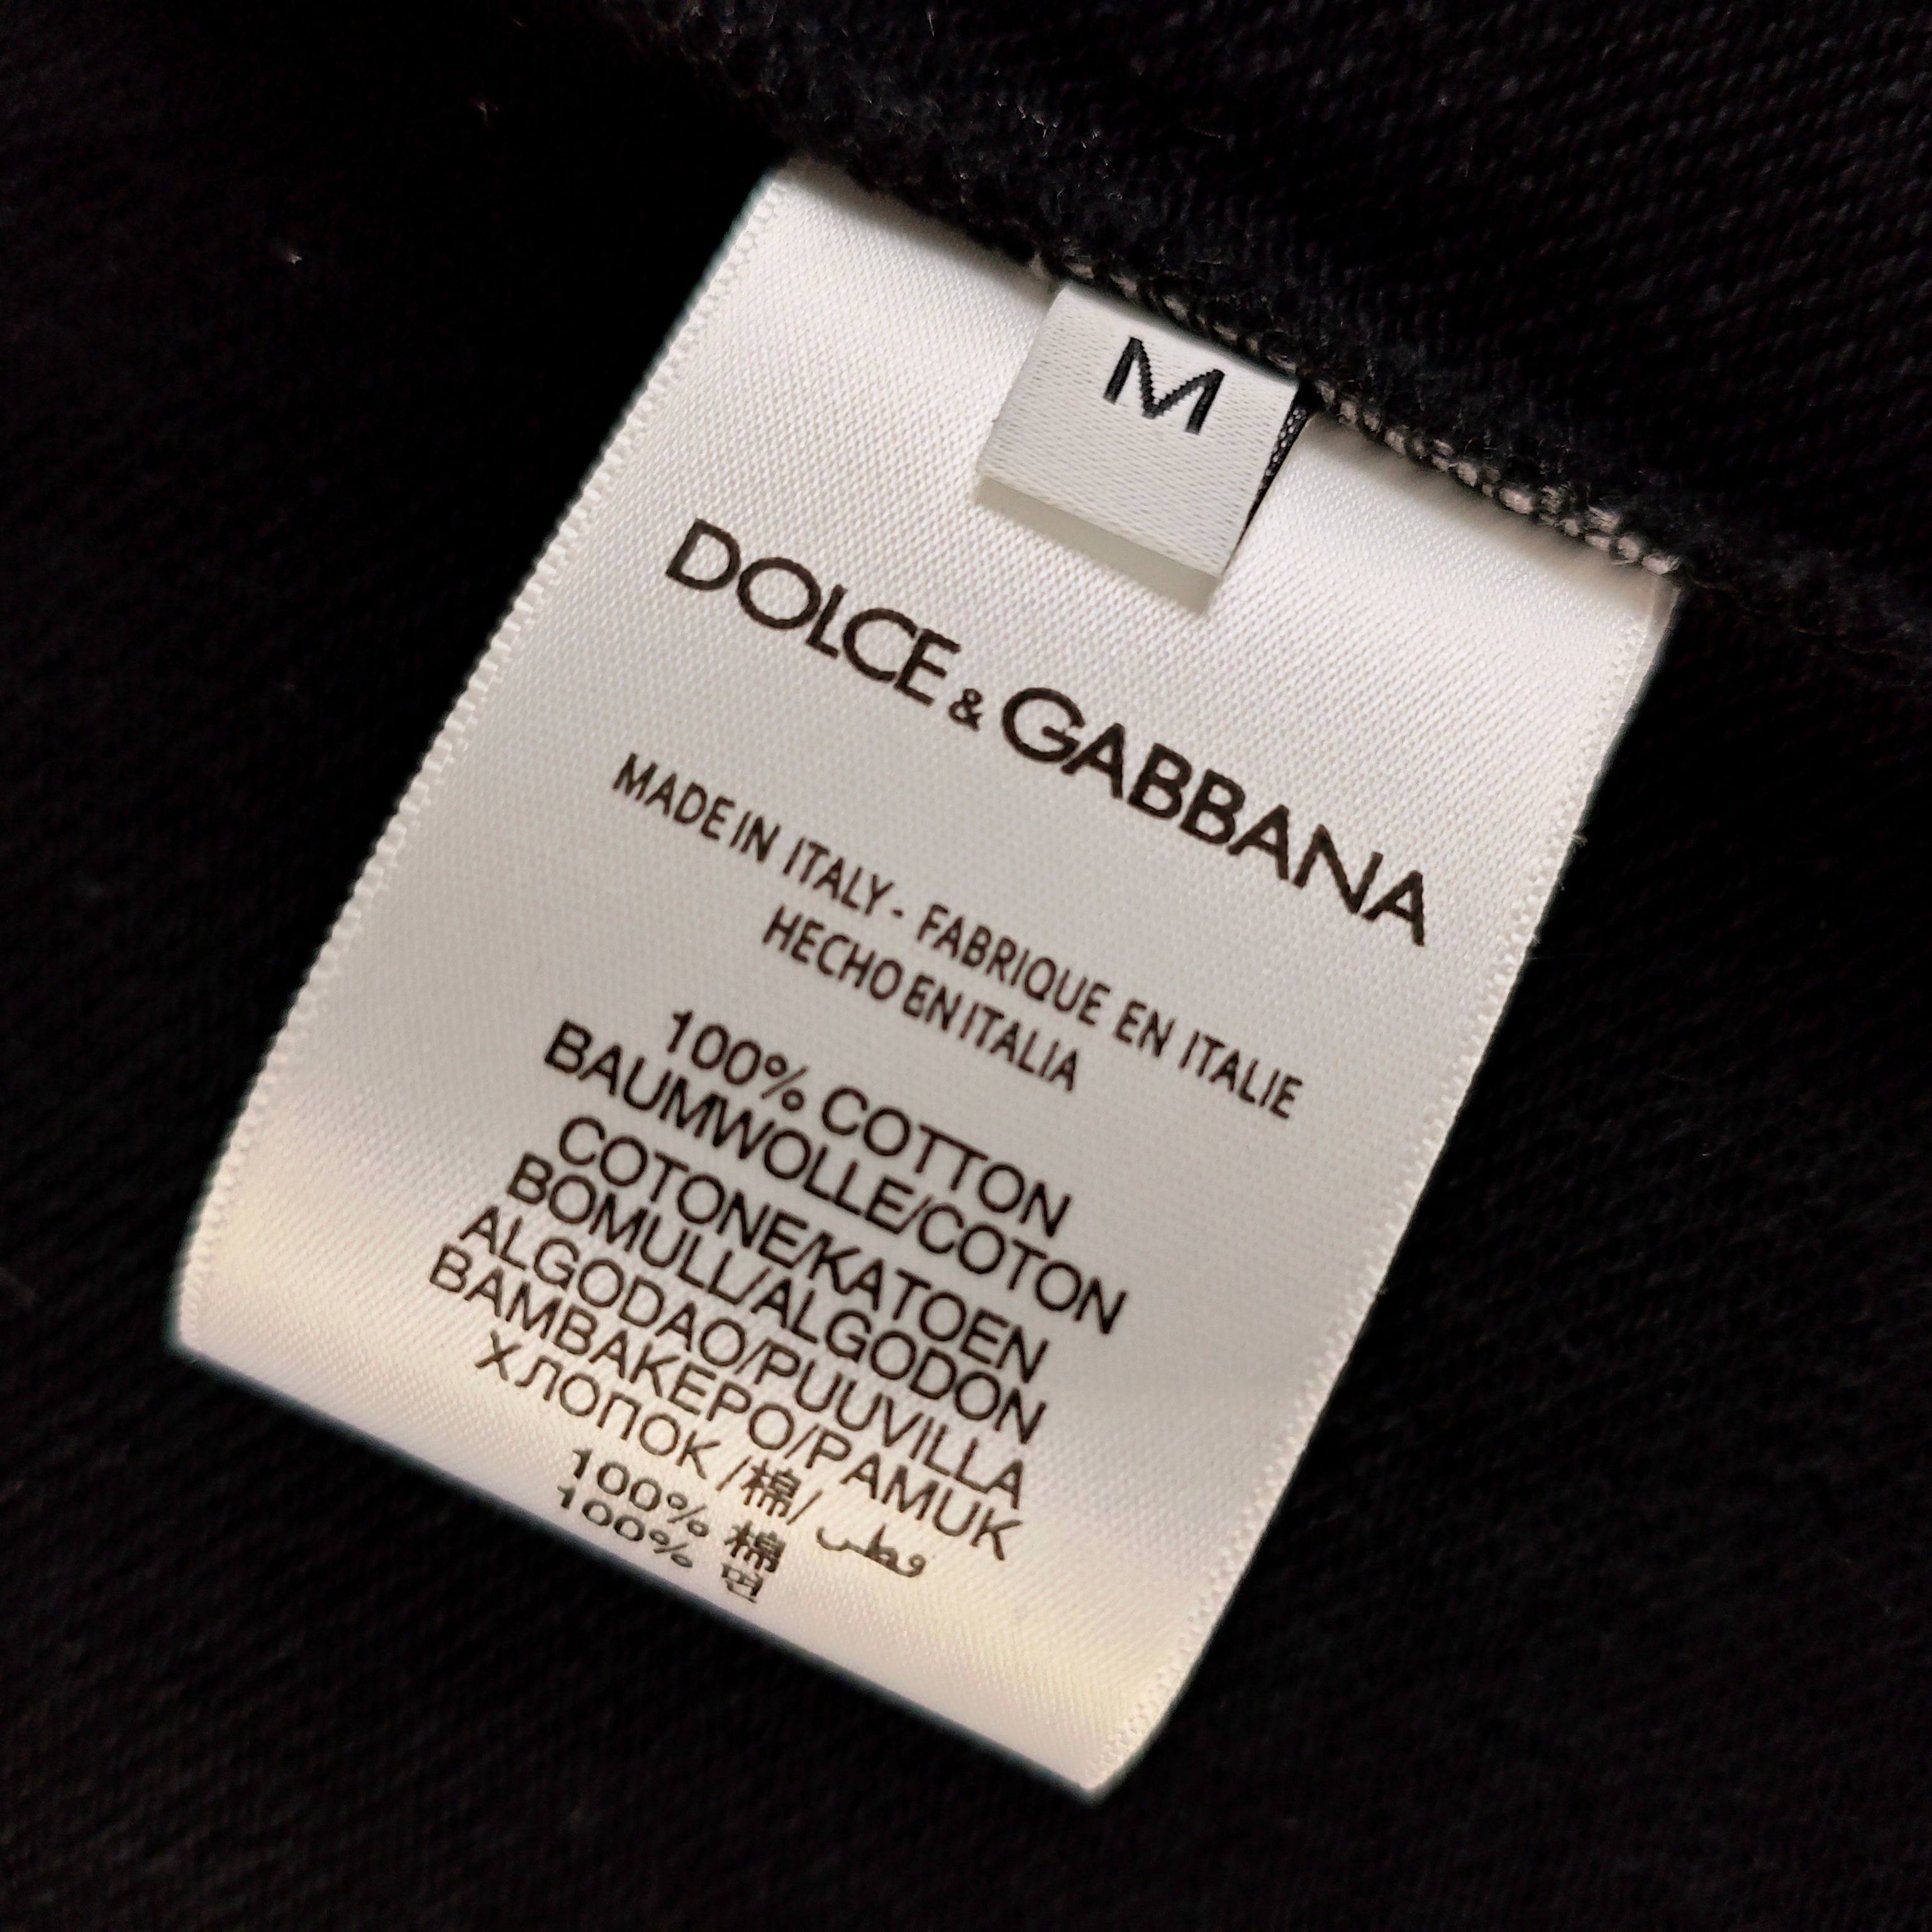 M
DOLCE & GABBANA
MADE IN ITALY - FABRIQUE EN ITALIE
HECHO EN ITALIA
100% COTTON
BAUMWOLLE/COTON
COTONE/KATOEN
BOMULL/ALGODON
ALGODAO/PUUVILLA
BAMBAKEPO/PAMUK
ХЛОПОК /棉/ قطن
100% 棉
100% 면